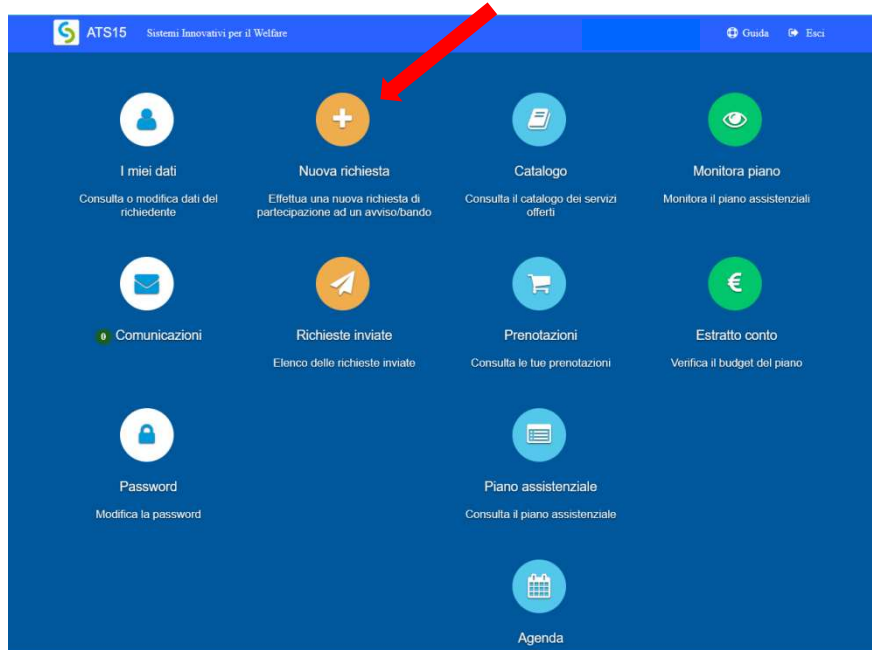 ATS15 Sistemi Innovativi per il Welfare Guida Esci
I miei dati
Consulta o modifica dati del
richiedente
Nuova richiesta
Effettua una nuova richiesta di
partecipazione ad un avviso/bando
Catalogo
Consulta il catalogo dei servizi
offerti
Monitora piano
Monitora il piano assistenziali
0 Comunicazioni
Richieste inviate
Elenco delle richieste inviate
Prenotazioni
Consulta le tue prenotazioni
Estratto conto
Verifica il budget del piano
Password
Modifica la password
Piano assistenziale
Consulta il piano assistenziale
Agenda